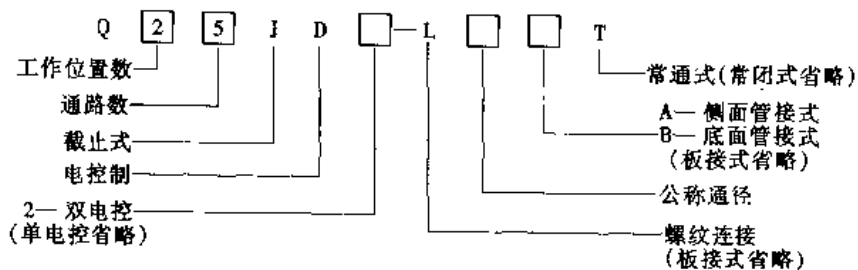 Q 2 5 I D □-L □ □ T
工作位置数
通路数
截止式
电控制
2—双电控
(单电控省略)
常通式(常闭式省略)
A—侧面管接式
B—底面管接式
(板接式省略)
公称通径
螺纹连接
(板接式省略)